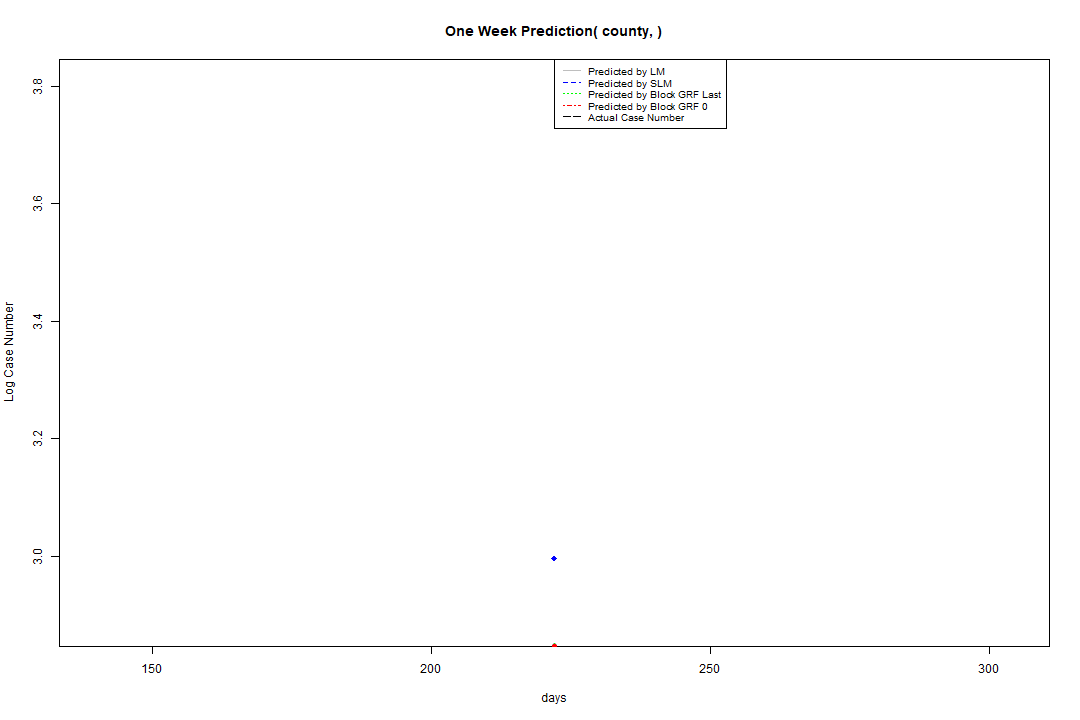 One Week Prediction( county, )
Predicted by LM
Predicted by SLM
Predicted by Block GRF Last
Predicted by Block GRF 0
Actual Case Number
Log Case Number
3.8
3.6
3.4
3.2
3.0
150
200
250
300
days